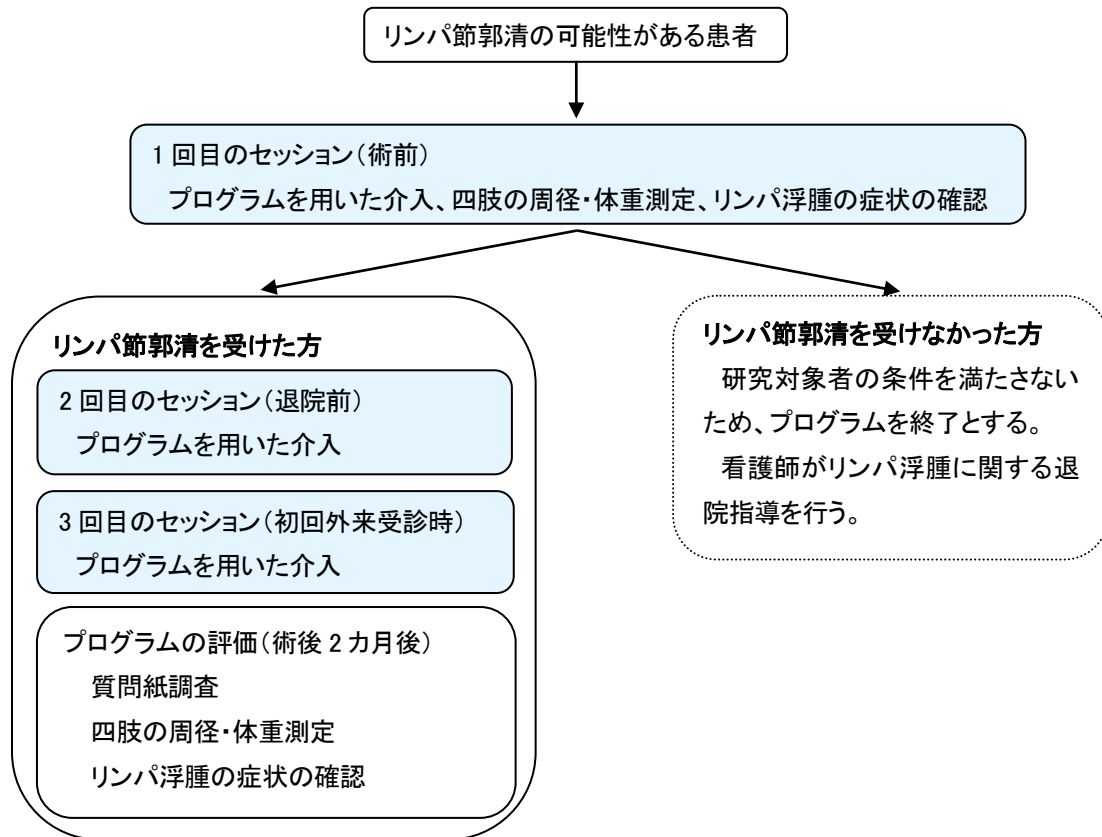 リンパ節郭清の可能性がある患者
1回目のセッション(術前)
プログラムを用いた介入、四肢の周径・体重測定、リンパ浮腫の症状の確認
リンパ節郭清を受けた方
2回目のセッション(退院前)
プログラムを用いた介入
3回目のセッション(初回外来受診時)
プログラムを用いた介入
プログラムの評価(術後2カ月後)
質問紙調査
四肢の周径・体重測定
リンパ浮腫の症状の確認
リンパ節郭清を受けなかった方
研究対象者の条件を満たさない
ため、プログラムを終了とする。
看護師がリンパ浮腫に関する退
院指導を行う。